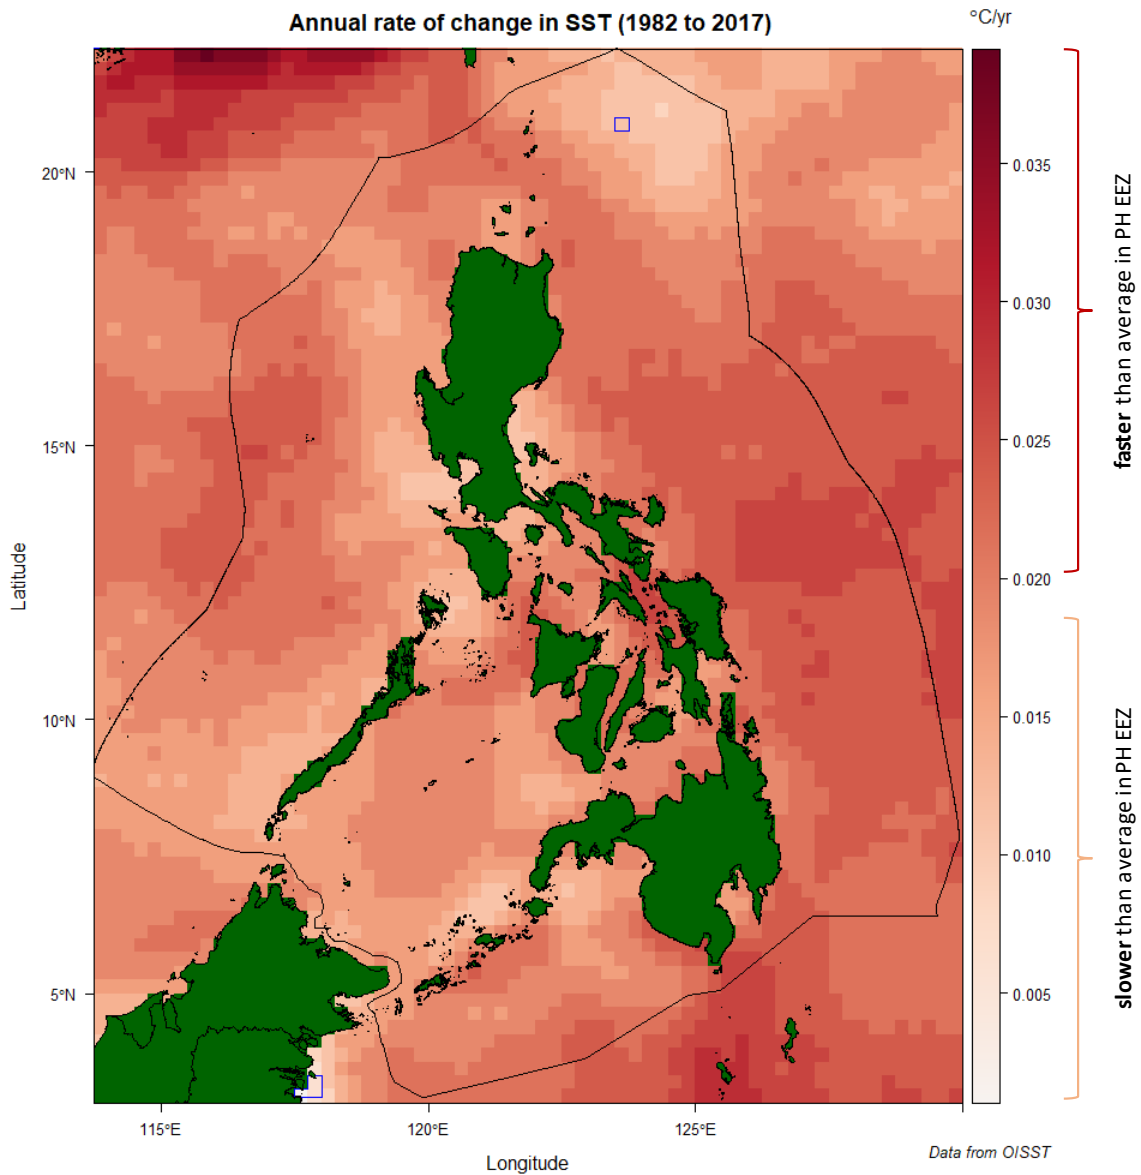 Annual rate of change in SST (1982 to 2017)
°C/yr
20°N
15°N
10°N
5°N
Latitude
115°E
120°E
125°E
Longitude
0.035
0.030
0.025
0.020
0.015
0.010
0.005
faster than average in PH EEZ
slower than average in PH EEZ
Data from OISST